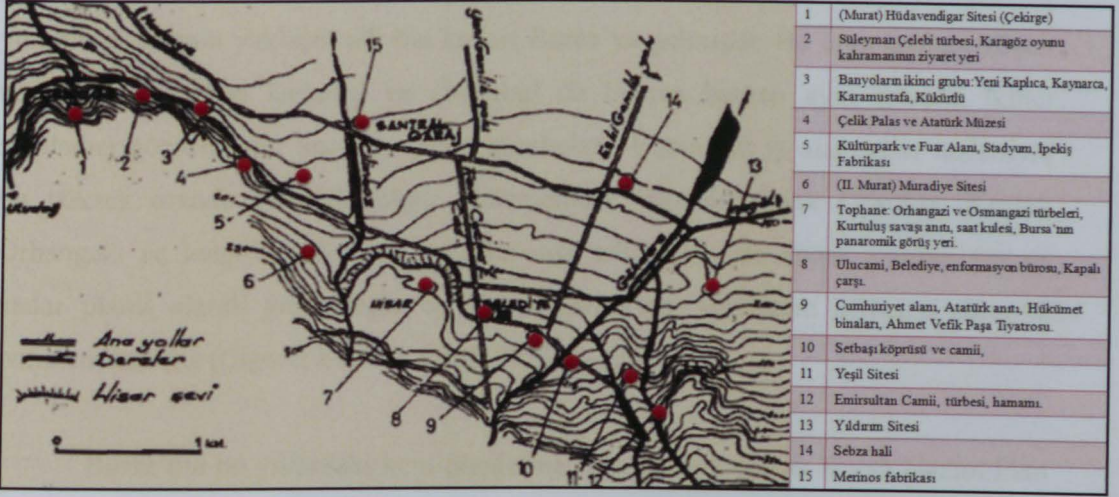 15
SANTRAL
GARAJ
14
13
1
2
3
4
5
6
7
8
9
10
11
12
HİSAR
Ana yollar
Dereler
Hisar şevi
0
1 km.
1 (Murat) Hüdavendigar Sitesi (Çekirge)
2 Süleyman Çelebi türbesi, Karagöz oyunu
kahramanının ziyaret yeri
3 Banyoların ikinci grubu:Yeni Kaplıca, Kaynarca,
Karamustafa, Kükürtlü
4 Çelik Palas ve Atatürk Müzesi
5 Kültürpark ve Fuar Alanı, Stadyum, İpekiş
Fabrikası
6 (II. Murat) Muradiye Sitesi
7 Tophane: Orhangazi ve Osmangazi türbeleri,
Kurtuluş savaşı anıtı, saat kulesi, Bursa'nın
panaromik görüş yeri.
8 Ulucami, Belediye, enformasyon bürosu, Kapalı
çarşı.
9 Cumhuriyet alanı, Atatürk anıtı, Hükümet
binaları, Ahmet Vefik Paşa Tiyatrosu.
10 Setbaşı köprüsü ve camii,
11 Yeşil Sitesi
12 Emirsultan Camii, türbesi, hamamı.
13 Yıldırım Sitesi
14 Sebza hali
15 Merinos fabrikası